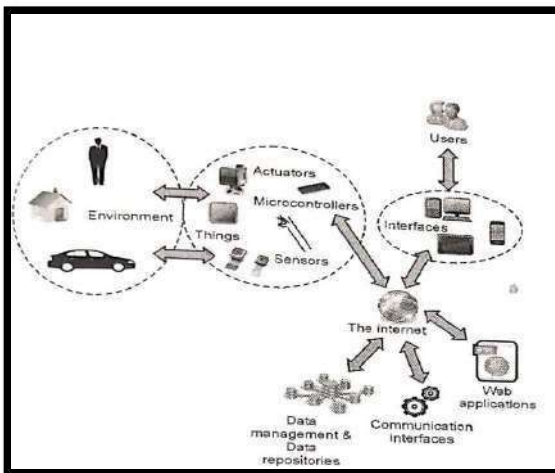 Users
Actuators
Microcontrollers
Environment
Things
Interfaces
Sensors
The internet
Web
applications
Data
management &
Data
repositories
Communication
Interfaces